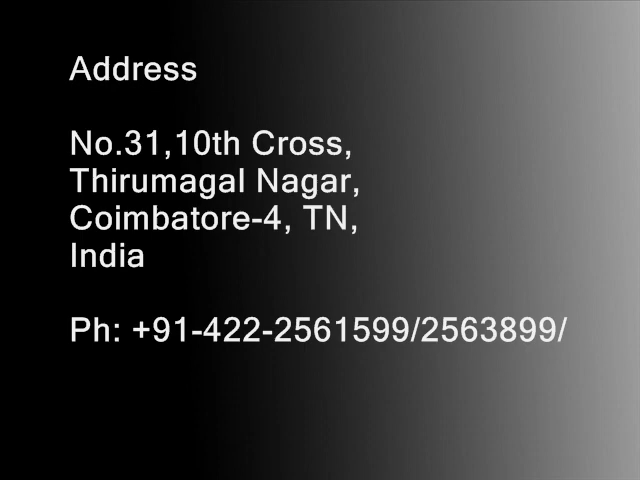 Address
No.31,10th Cross,
Thirumagal Nagar,
Coimbatore-4, TN,
India
Ph: +91-422-2561599/2563899/